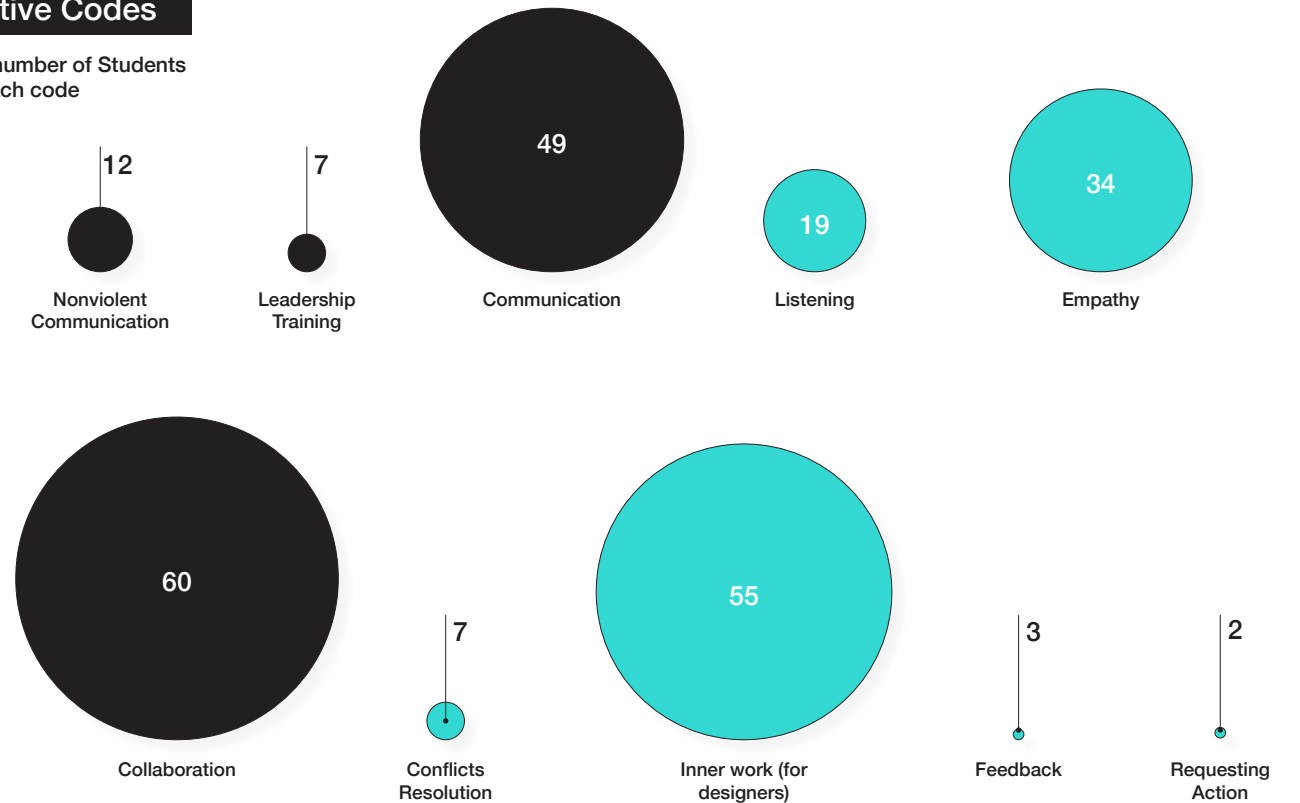 tive Codes
number of Students
ch code
12
7
49
19
34
Nonviolent
Communication
Leadership
Training
Communication
Listening
Empathy
60
7
55
3
2
Collaboration
Conflicts
Resolution
Inner work (for
designers)
Feedback
Requesting
Action